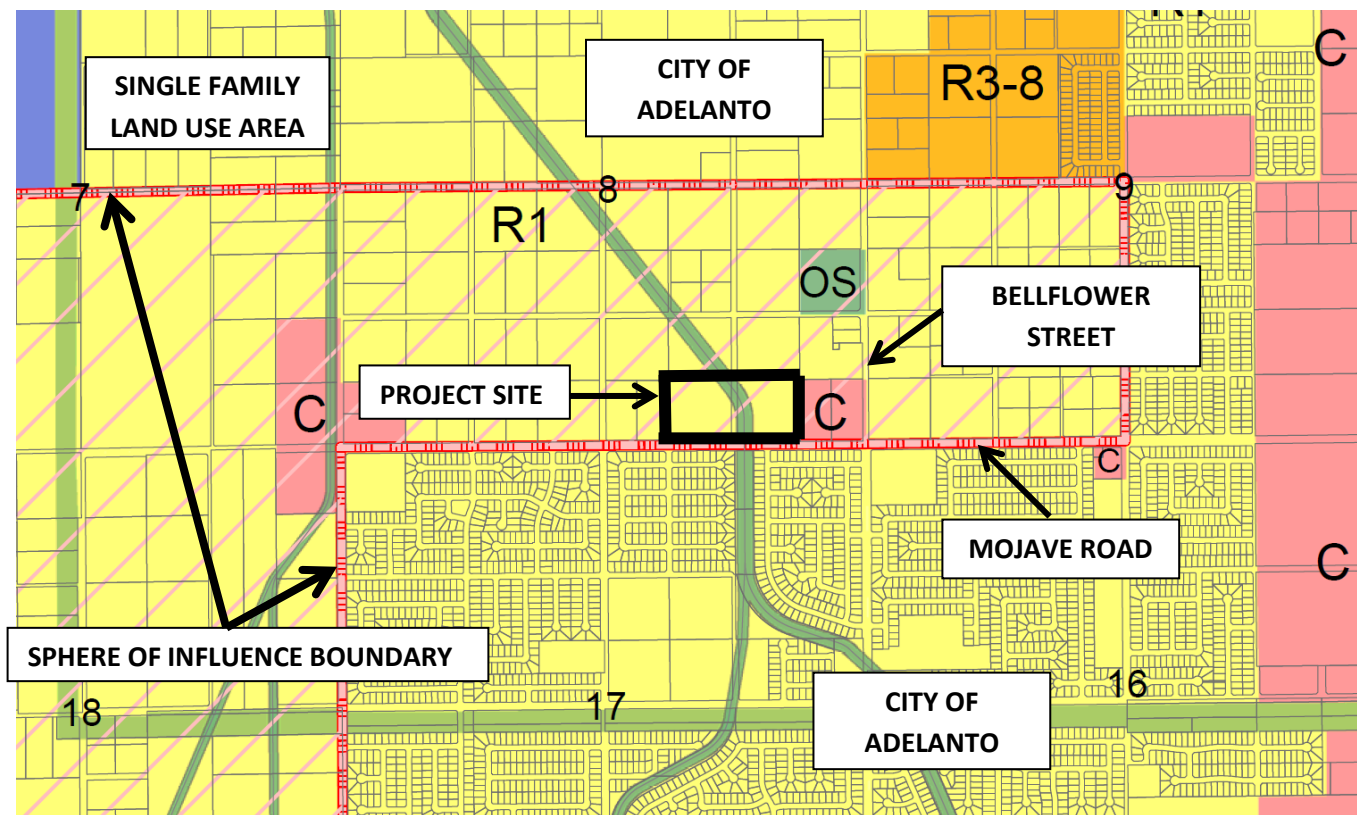 SINGLE FAMILY
LAND USE AREA
CITY OF
ADELANTO
R3-8
C
7
8
9
R1
OS
BELLFLOWER
STREET
PROJECT SITE
C
C
C
MOJAVE ROAD
C
SPHERE OF INFLUENCE BOUNDARY
18
17
16
CITY OF
ADELANTO